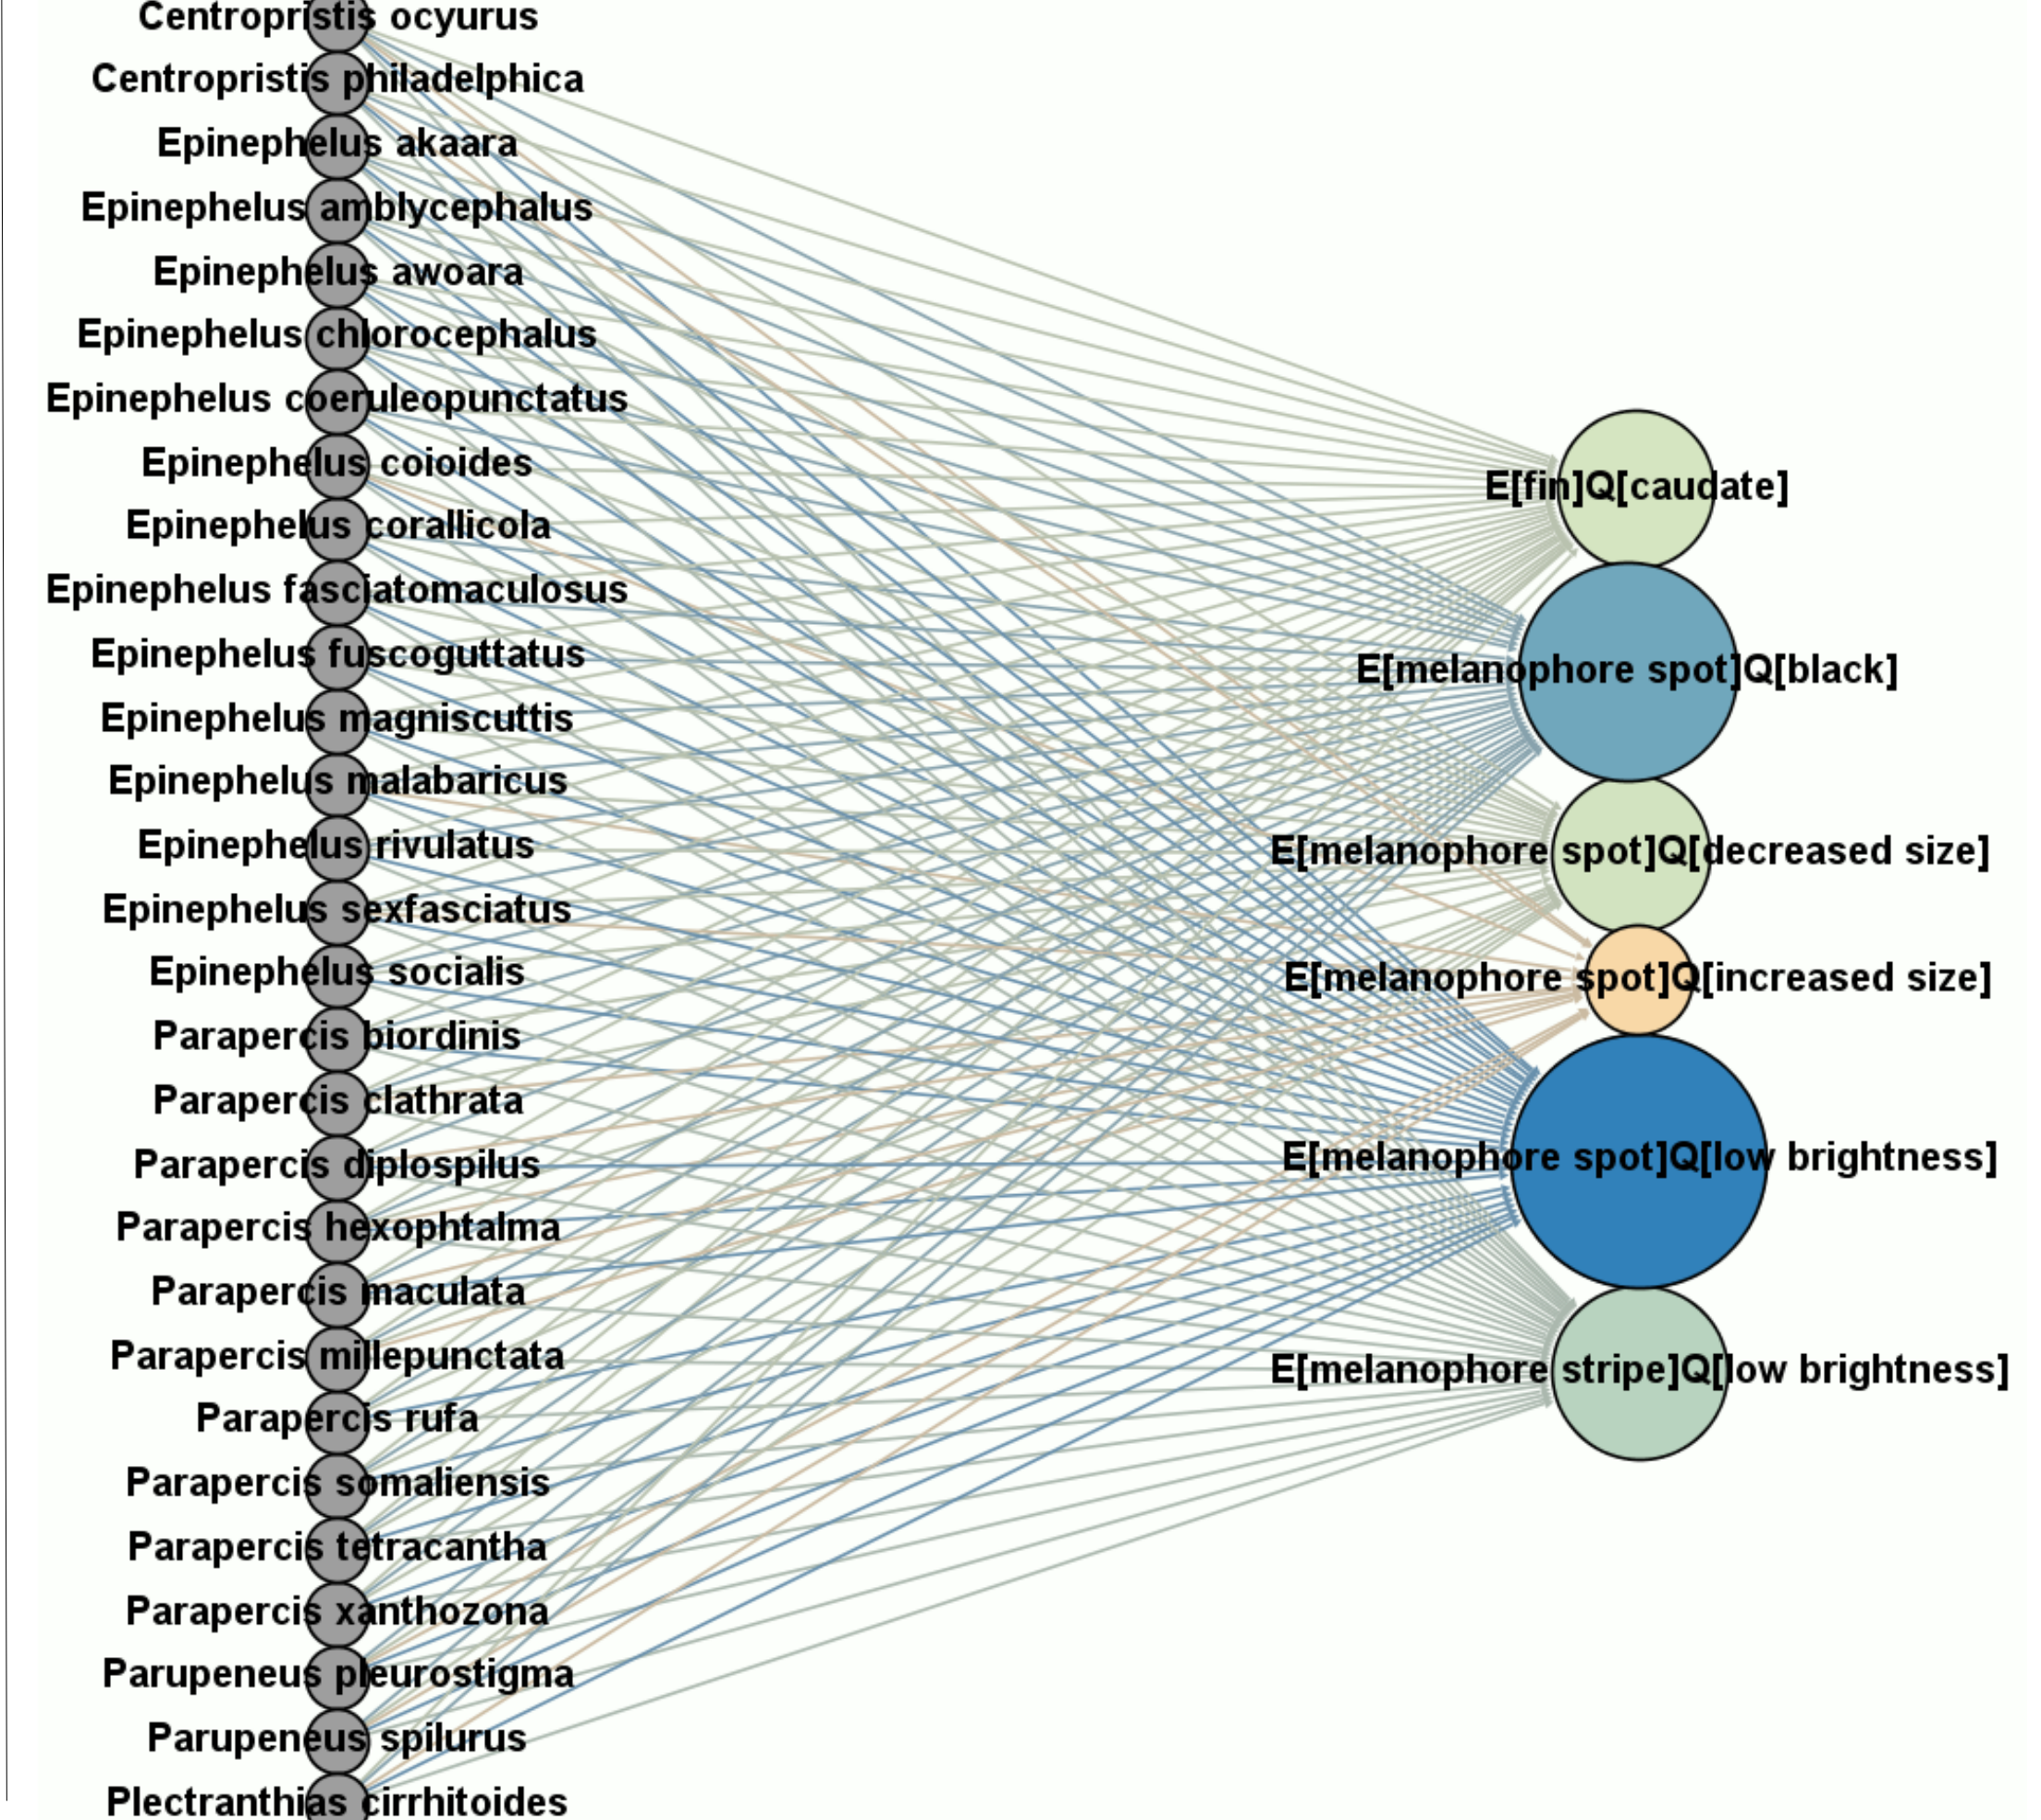 Centropristis ocyurus
Centropristis philadelphica
Epinephelus akaara
Epinephelus amblycephalus
Epinephelus awoara
Epinephelus chlorocephalus
Epinephelus coeruleopunctatus
Epinephelus coioides
Epinephelus corallicola
Epinephelus fasciatomaculosus
Epinephelus fuscoguttatus
Epinephelus magniscuttis
Epinephelus malabaricus
Epinephelus rivulatus
Epinephelus sexfasciatus
Epinephelus socialis
Parapercis biordinis
Parapercis clathrata
Parapercis diplospilus
Parapercis hexophtalma
Parapercis maculata
Parapercis millepunctata
Parapercis rufa
Parapercis somaliensis
Parapercis tetracantha
Parapercis xanthozona
Parupeneus pleurostigma
Parupeneus spilurus
Plectranthias cirrhitoides
E[fin]Q[caudate]
E[melanophore spot]Q[black]
E[melanophore spot]Q[decreased size]
E[melanophore spot]Q[increased size]
E[melanophore spot]Q[low brightness]
E[melanophore stripe]Q[low brightness]